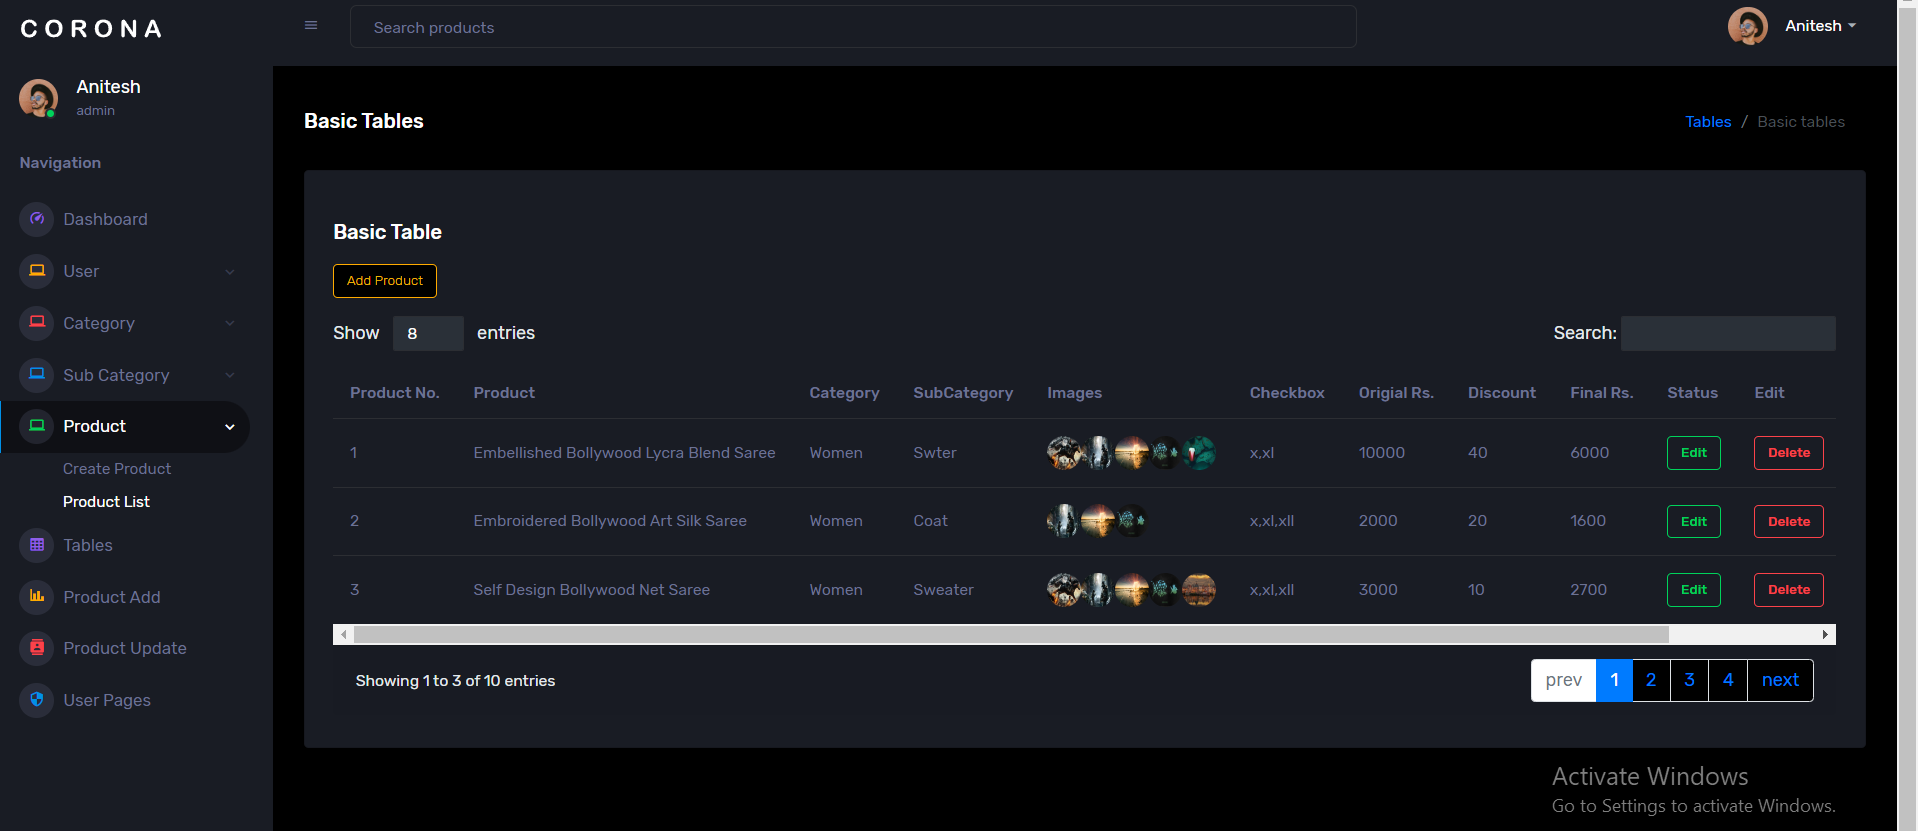 CORONA
Search products
Anitesh
Anitesh
admin
Navigation
Dashboard
User
Category
Sub Category
Product
Create Product
Product List
Tables
Product Add
Product Update
User Pages
Basic Tables
Tables / Basic tables
Basic Table
Add Product
Show 8 entries
Search:
Product No. Product Category SubCategory Images Checkbox Origial Rs. Discount Final Rs. Status Edit
1 Embellished Bollywood Lycra Blend Saree Women Swter x,xl 10000 40 6000 Edit Delete
2 Embroidered Bollywood Art Silk Saree Women Coat x,xl,xll 2000 20 1600 Edit Delete
3 Self Design Bollywood Net Saree Women Sweater x,xl,xll 3000 10 2700 Edit Delete
Showing 1 to 3 of 10 entries
prev 1 2 3 4 next
Activate Windows
Go to Settings to activate Windows.